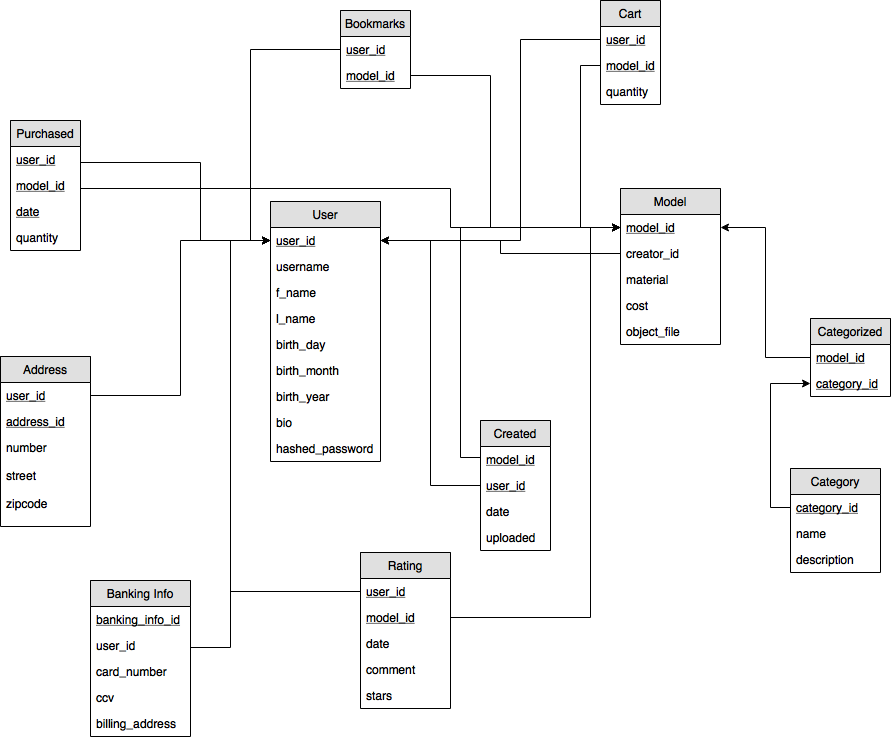 Bookmarks
user_id
model_id
Cart
user_id
model_id
quantity
Purchased
user_id
model_id
date
quantity
User
user_id
username
f_name
l_name
birth_day
birth_month
birth_year
bio
hashed_password
Model
model_id
creator_id
material
cost
object_file
Categorized
model_id
category_id
Address
user_id
address_id
number
street
zipcode
Created
model_id
user_id
date
uploaded
Category
category_id
name
description
Rating
user_id
model_id
date
comment
stars
Banking Info
banking_info_id
user_id
card_number
ccv
billing_address